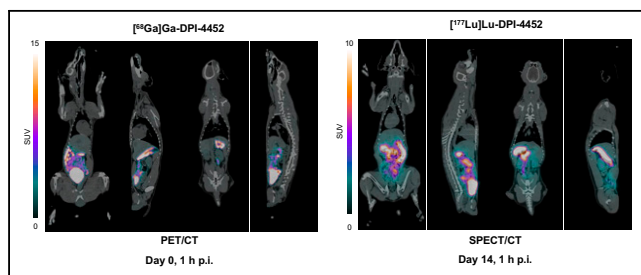 [⁶⁸Ga]Ga-DPI-4452
[¹⁷⁷Lu]Lu-DPI-4452
15
SUV
0
10
SUV
0
PET/CT
Day 0, 1 h p.i.
SPECT/CT
Day 14, 1 h p.i.